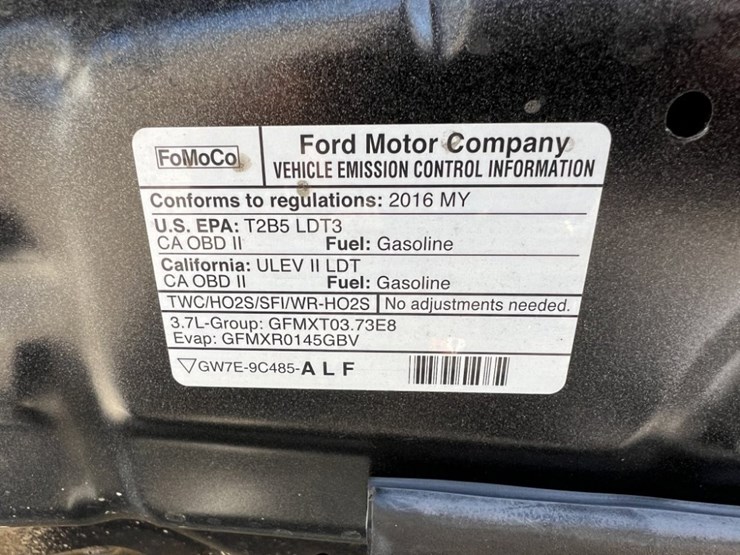 FoMoCo
Ford Motor Company
VEHICLE EMISSION CONTROL INFORMATION
Conforms to regulations: 2016 MY
U.S. EPA: T2B5 LDT3
CA OBD II Fuel: Gasoline
California: ULEV II LDT
CA OBD II Fuel: Gasoline
TWC/HO2S/SFI/WR-HO2S No adjustments needed.
3.7L-Group: GFMXT03.73E8
Evap: GFMXR0145GBV
GW7E-9C485-A L F